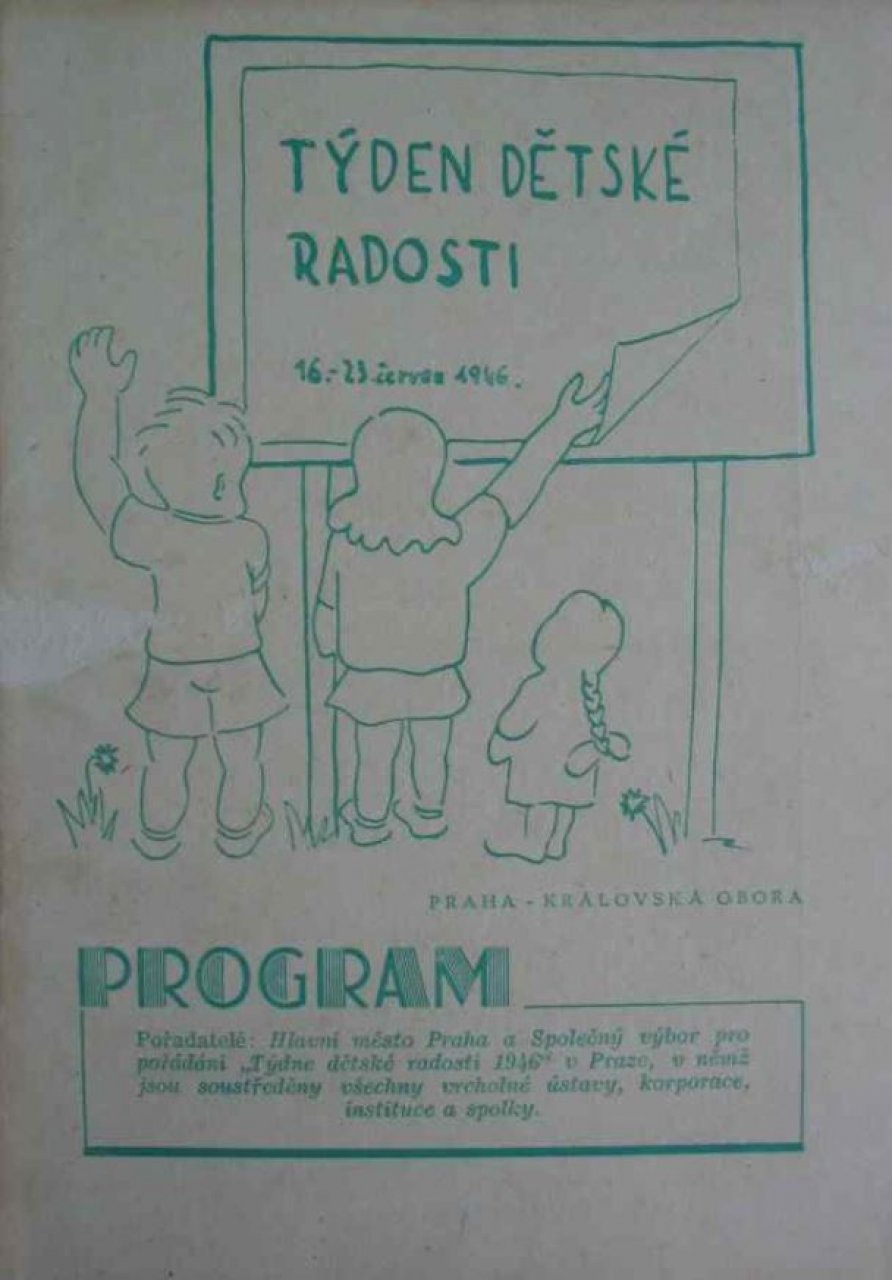 TÝDEN DĚTSKÉ
RADOSTI
16.-23. červan 1946.
PRAHA - KRÁLOVSKÁ OBORA
PROGRAM
Pořadatelé: Hlavní město Praha a Společný výbor pro
pořádání „Týdne dětské radosti 1946“ v Praze, v němž
jsou soustředěny všechny vrcholné ústavy, korporace,
instituce a spolky.